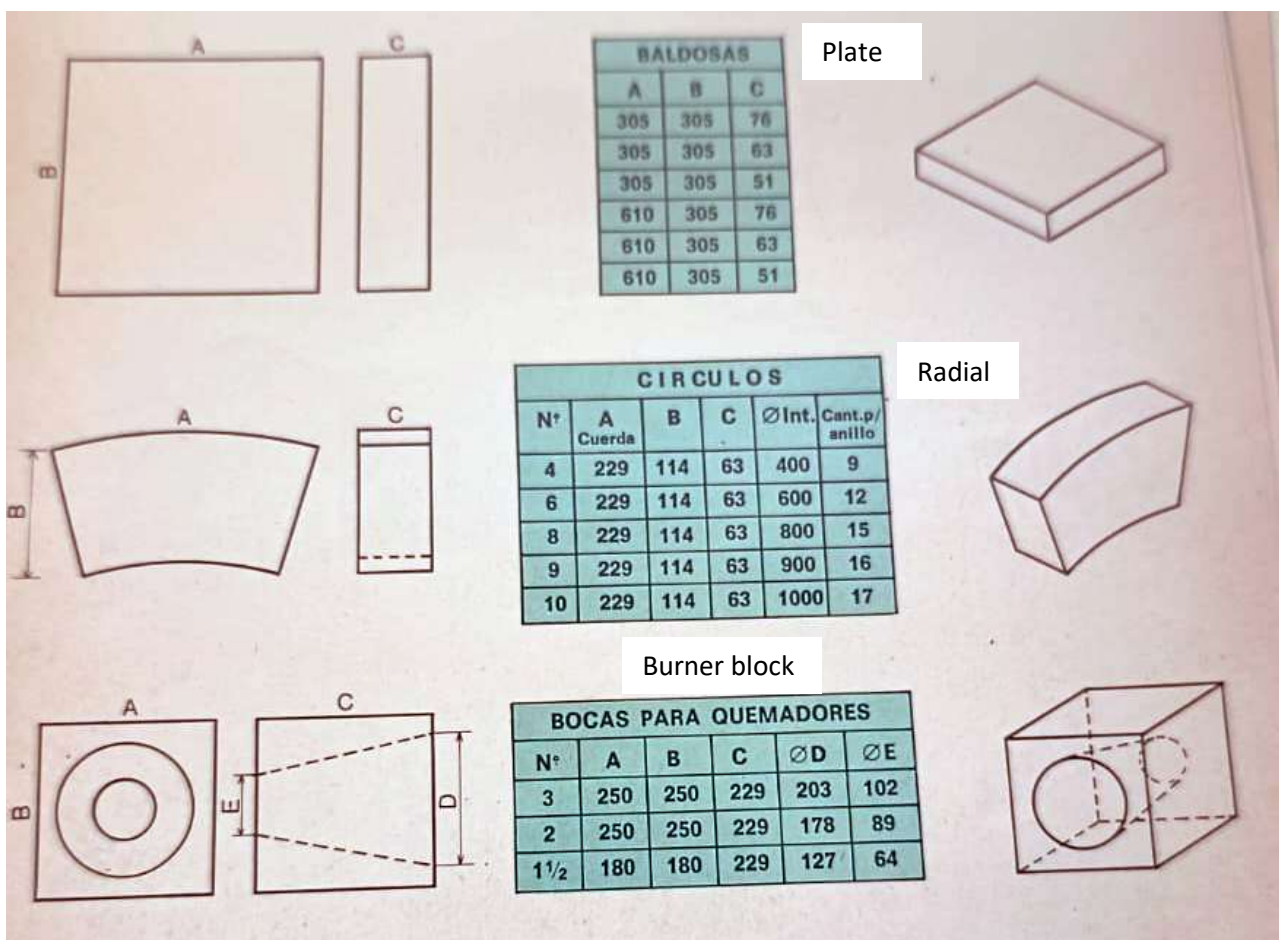 A
C
B
BALDOSAS
A B C
305 305 76
305 305 63
305 305 51
610 305 76
610 305 63
610 305 51
Plate
A
C
B
CIRCULOS
Nº A Cuerda B C ∅Int. Cant.p/ anillo
4 229 114 63 400 9
6 229 114 63 600 12
8 229 114 63 800 15
9 229 114 63 900 16
10 229 114 63 1000 17
Radial
Burner block
A
C
B
E
D
BOCAS PARA QUEMADORES
Nº A B C ∅D ∅E
3 250 250 229 203 102
2 250 250 229 178 89
1½ 180 180 229 127 64